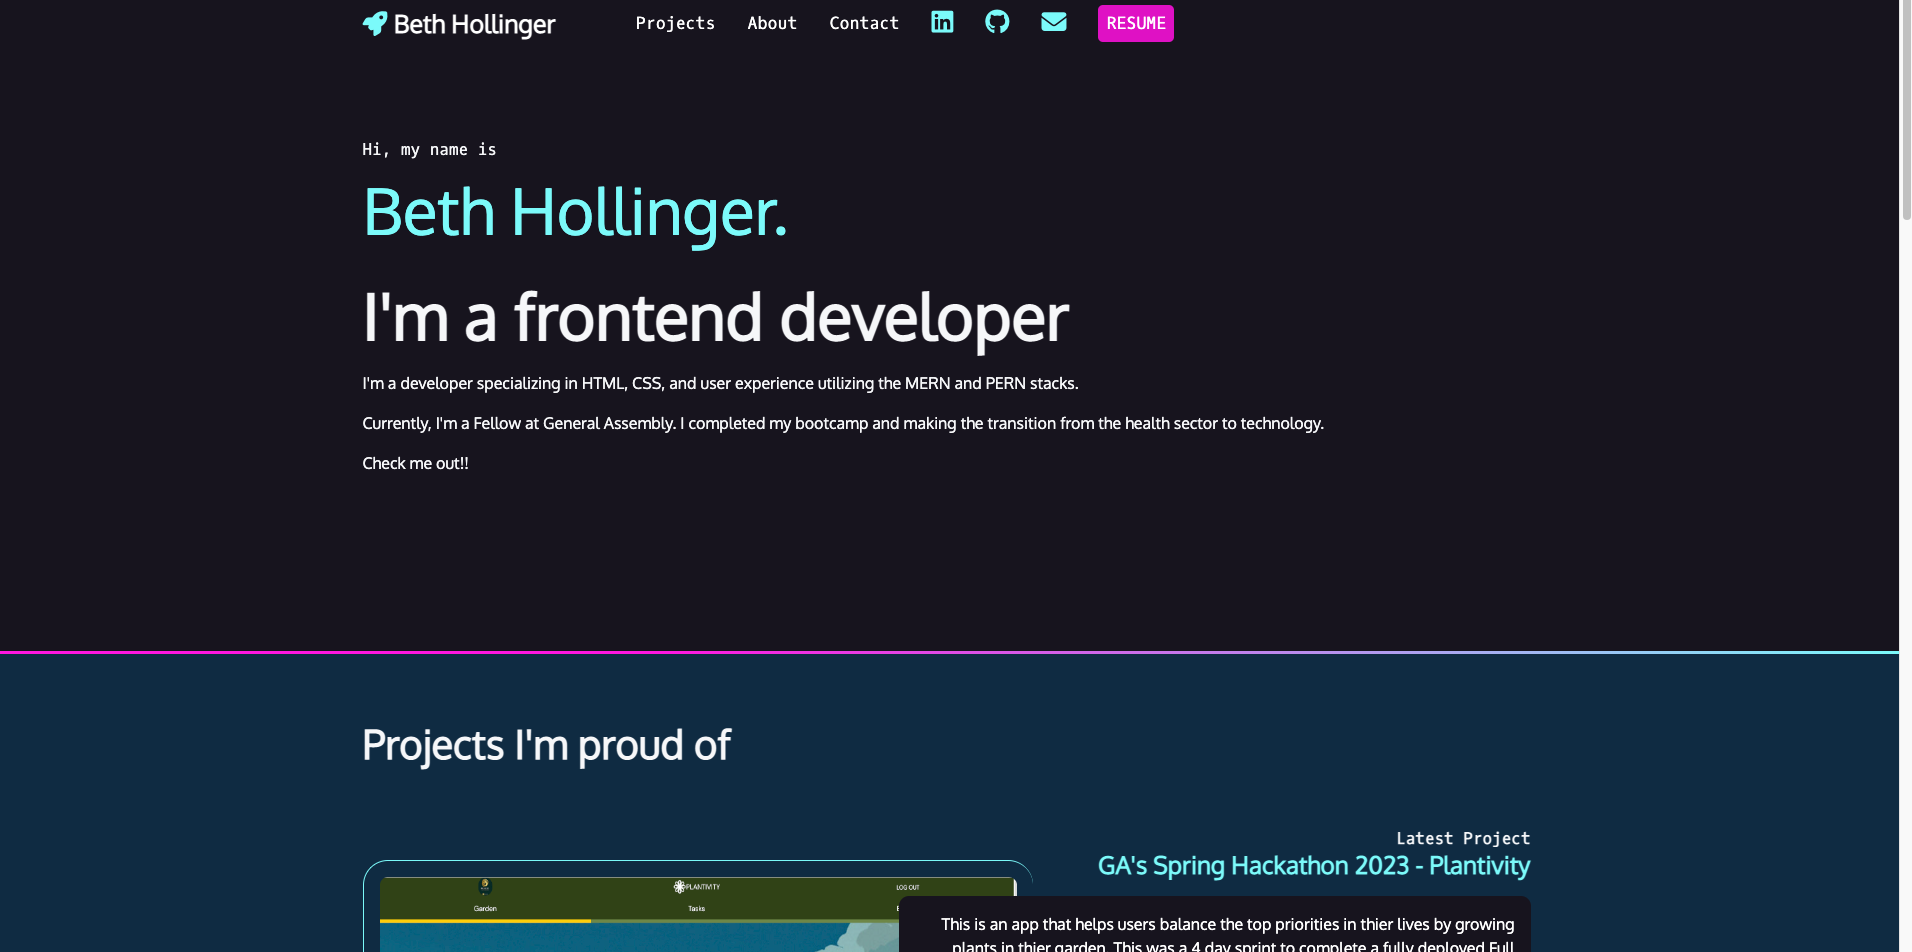 Beth Hollinger
Projects About Contact RESUME
Hi, my name is
Beth Hollinger.
I'm a frontend developer
I'm a developer specializing in HTML, CSS, and user experience utilizing the MERN and PERN stacks.
Currently, I'm a Fellow at General Assembly. I completed my bootcamp and making the transition from the health sector to technology.
Check me out!!
Projects I'm proud of
Latest Project
GA's Spring Hackathon 2023 - Plantivity
PLANTIVITY LOG OUT
Garden Tasks
This is an app that helps users balance the top priorities in thier lives by growing
plants in thier garden. This was a 4 day sprint to complete a fully deployed Full